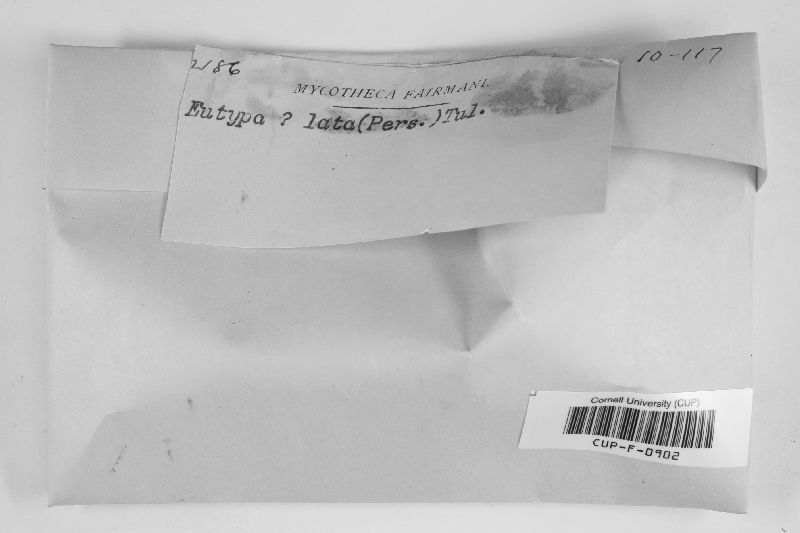 2186
10-117
MYCOTHECA FAIRMANI.
Eutypa ? lata(Pers.)Tul.
Cornell University (CUP)
CUP-F-0902